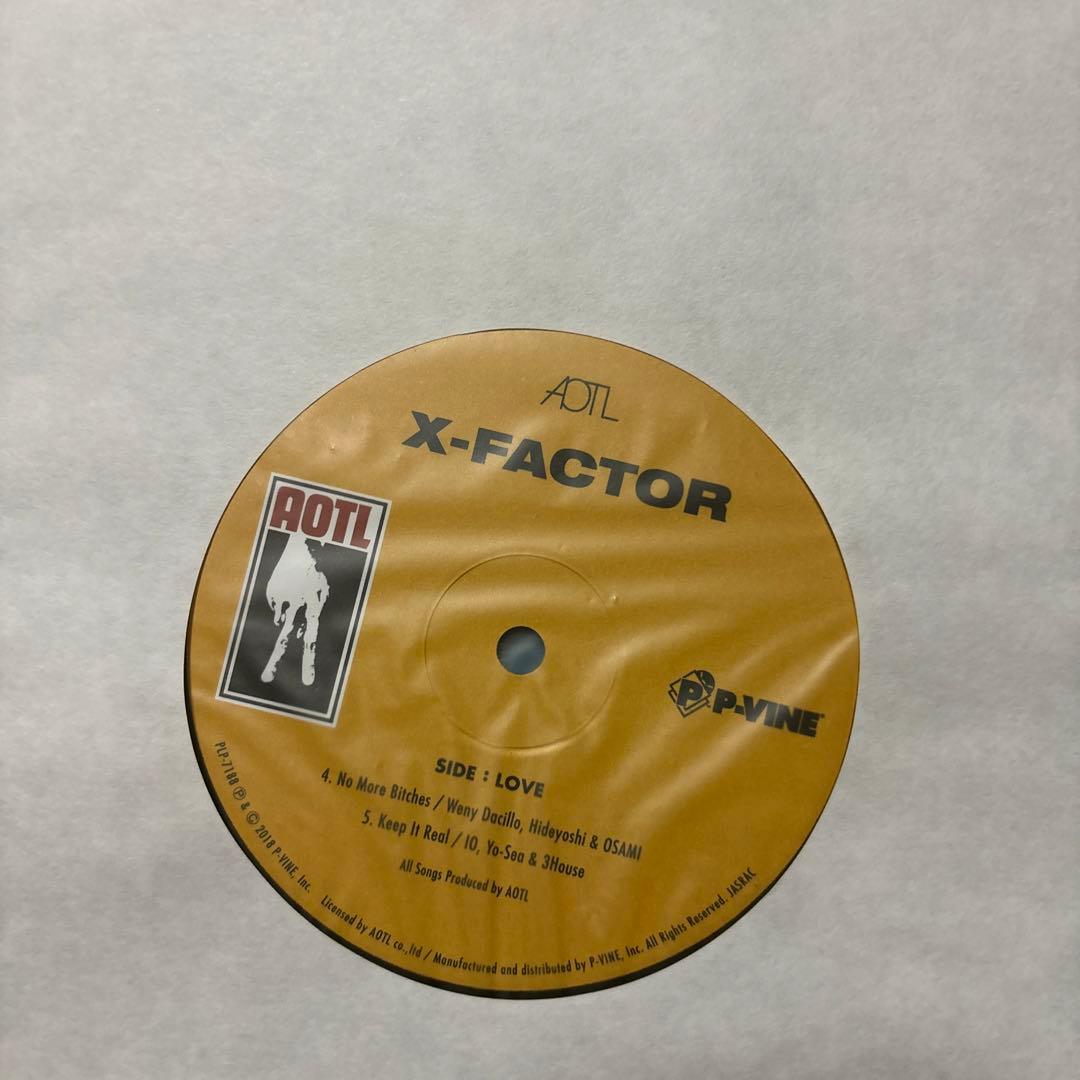 AOTL
X-FACTOR
AOTL
P P-VINE
SIDE : LOVE
4. No More Bitches / Weny Dacillo, Hideyoshi & OSAMI
5. Keep It Real / IO, Yo-Sea & 3House
All Songs Produced by AOTL
PLP-7188 Ⓟ & © 2018 P-VINE, Inc. Licensed by AOTL co.,ltd / Manufactured and distributed by P-VINE, Inc. All Rights Reserved. JASRAC